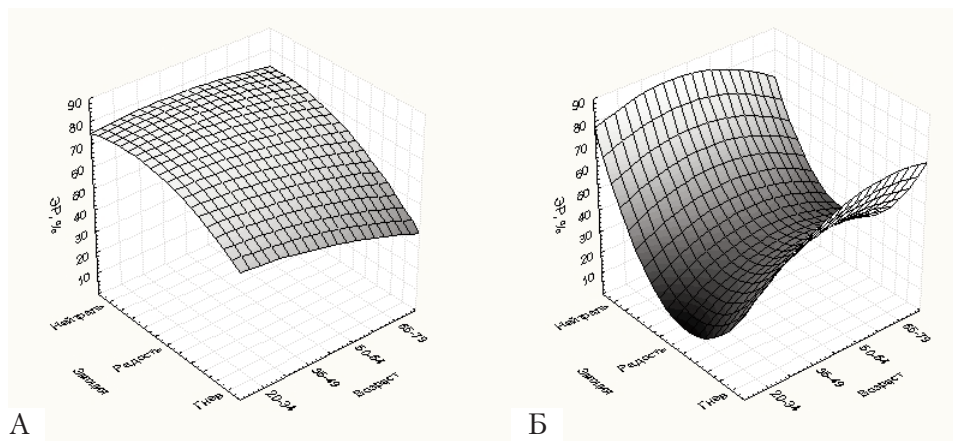 90
80
70
60
50
40
30
20
10
ЭР, %
Нейтраль
Радость
Гнев
Эмоция
20-34
35-49
50-64
65-79
Возраст
А
90
80
70
60
50
40
30
20
10
ЭР, %
Нейтраль
Радость
Гнев
Эмоция
20-34
35-49
50-64
65-79
Возраст
Б